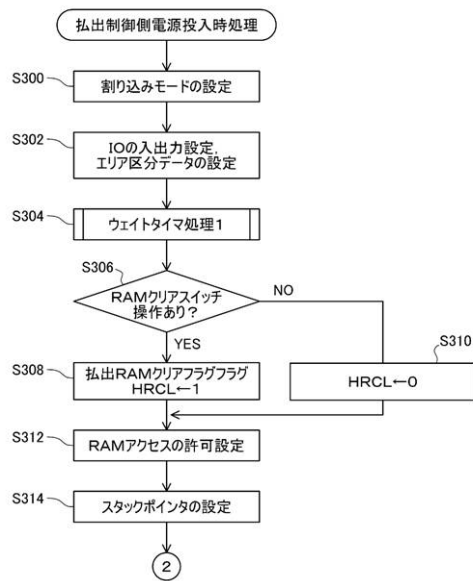 払出制御側電源投入時処理
S300
割り込みモードの設定
S302
IOの入出力設定,
エリア区分データの設定
S304
ウェイトタイマ処理1
S306
RAMクリアスイッチ
操作あり?
NO
YES
S308
払出RAMクリアフラグフラグ
HRCL←1
S310
HRCL←0
S312
RAMアクセスの許可設定
S314
スタックポインタの設定
2